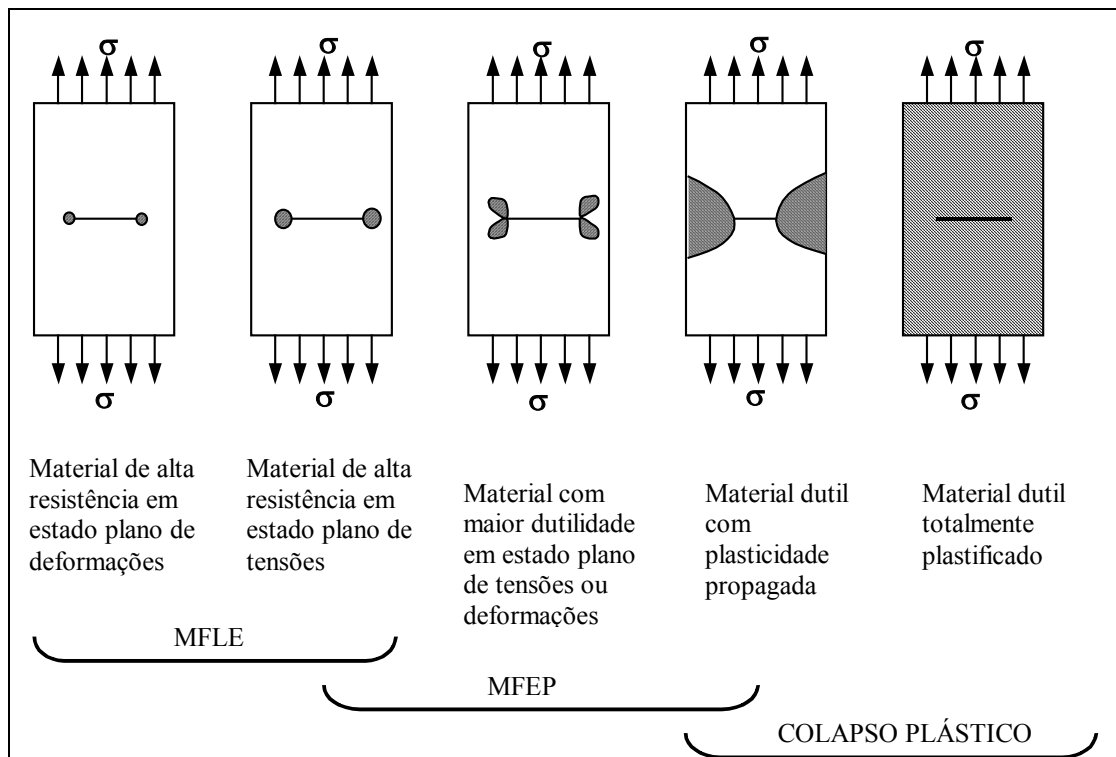 σ σ σ σ σ
σ σ σ σ σ
Material de alta
resistência em
estado plano de
deformações
Material de alta
resistência em
estado plano de
tensões
Material com
maior dutilidade
em estado plano
de tensões ou
deformações
Material dutil
com
plasticidade
propagada
Material dutil
totalmente
plastificado
MFLE
MFEP
COLAPSO PLÁSTICO